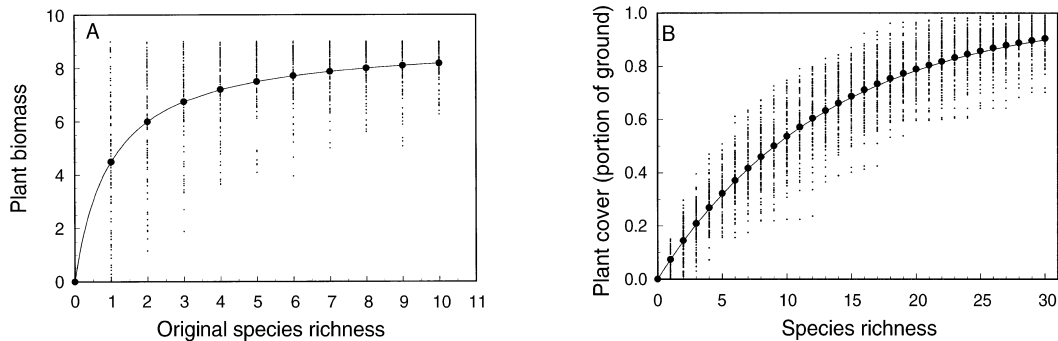 A
Plant biomass
10
8
6
4
2
0
0 1 2 3 4 5 6 7 8 9 10 11
Original species richness
B
Plant cover (portion of ground)
1.0
0.8
0.6
0.4
0.2
0.0
0 5 10 15 20 25 30
Species richness